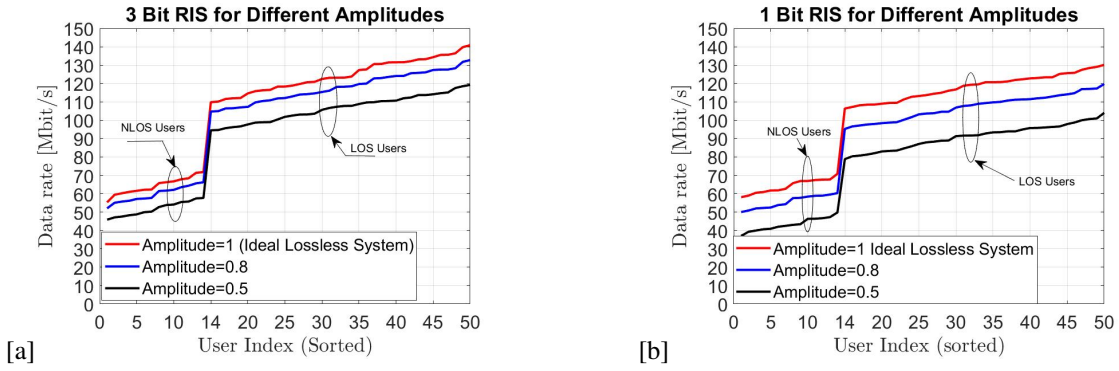 3 Bit RIS for Different Amplitudes
150
140
130
120
110
100
90
80
70
60
50
40
30
20
10
0
Data rate [Mbit/s]
NLOS Users
LOS Users
Amplitude=1 (Ideal Lossless System)
Amplitude=0.8
Amplitude=0.5
0 5 10 14 20 25 30 35 40 45 50
User Index (Sorted)
[a]
1 Bit RIS for Different Amplitudes
150
140
130
120
110
100
90
80
70
60
50
40
30
20
10
0
Data rate [Mbit/s]
NLOS Users
LOS Users
Amplitude=1 Ideal Lossless System
Amplitude=0.8
Amplitude=0.5
0 5 10 14 20 25 30 35 40 45 50
User Index (sorted)
[b]